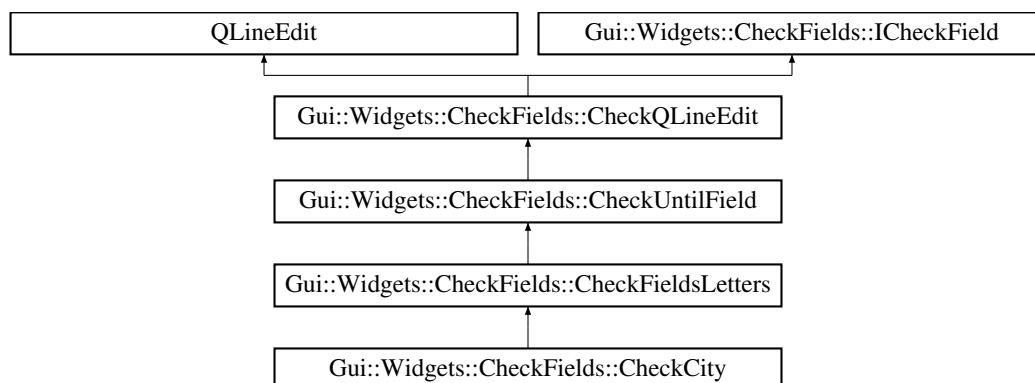 QLineEdit
Gui::Widgets::CheckFields::ICheckField
Gui::Widgets::CheckFields::CheckQLineEdit
Gui::Widgets::CheckFields::CheckUntilField
Gui::Widgets::CheckFields::CheckFieldsLetters
Gui::Widgets::CheckFields::CheckCity